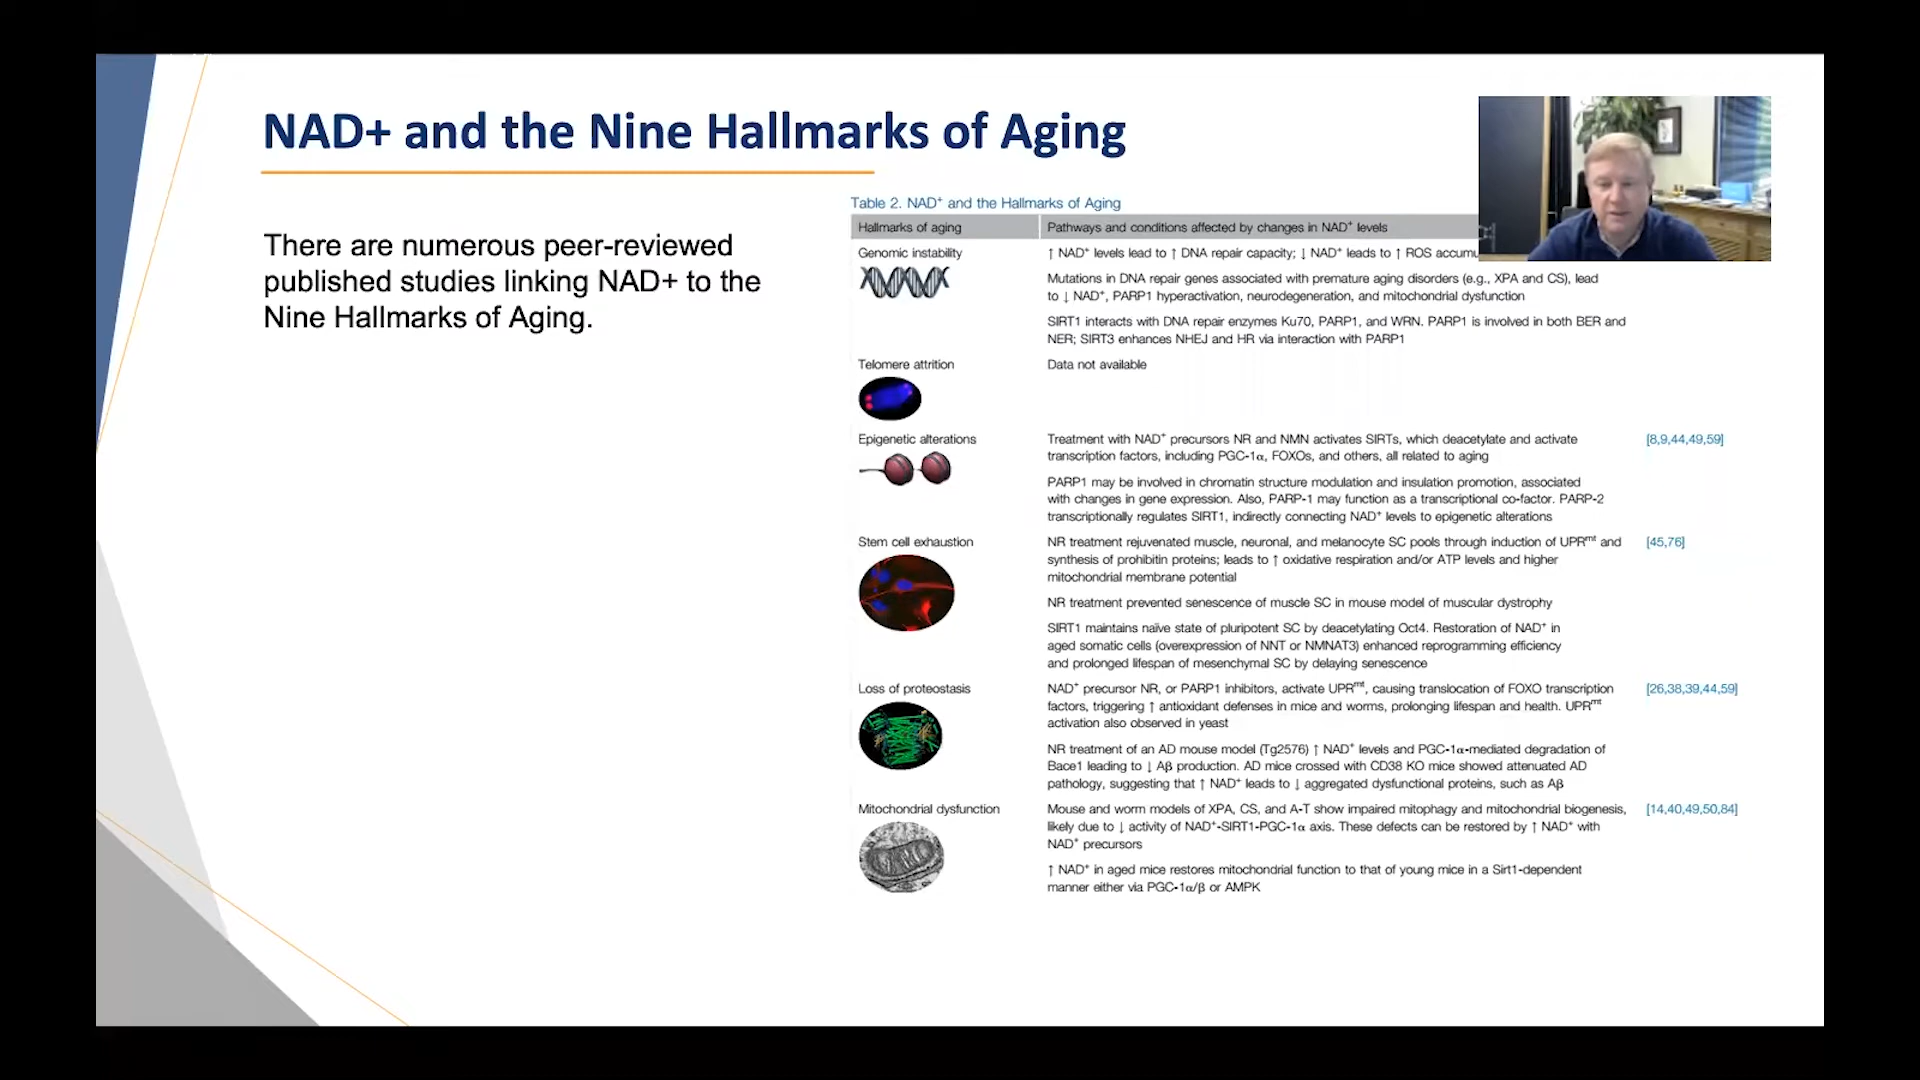 NAD+ and the Nine Hallmarks of Aging
There are numerous peer-reviewed
published studies linking NAD+ to the
Nine Hallmarks of Aging.
Table 2. NAD⁺ and the Hallmarks of Aging
Hallmarks of aging
Pathways and conditions affected by changes in NAD⁺ levels
Genomic instability
↑ NAD⁺ levels lead to ↑ DNA repair capacity; ↓ NAD⁺ leads to ↑ ROS
Mutations in DNA repair genes associated with premature aging disorders (e.g., XPA and CS), lead
to ↓ NAD⁺, PARP1 hyperactivation, neurodegeneration, and mitochondrial dysfunction
SIRT1 interacts with DNA repair enzymes Ku70, PARP1, and WRN. PARP1 is involved in both BER and
NER; SIRT3 enhances NHEJ and HR via interaction with PARP1
Telomere attrition
Data not available
Epigenetic alterations
Treatment with NAD⁺ precursors NR and NMN activates SIRTs, which deacetylate and activate
transcription factors, including PGC-1α, FOXOs, and others, all related to aging
[8,9,44,49,59]
PARP1 may be involved in chromatin structure modulation and insulation promotion, associated
with changes in gene expression. Also, PARP-1 may function as a transcriptional co-factor. PARP-2
transcriptionally regulates SIRT1, indirectly connecting NAD⁺ levels to epigenetic alterations
Stem cell exhaustion
NR treatment rejuvenated muscle, neuronal, and melanocyte SC pools through induction of UPRᵐᵗ and
synthesis of prohibitin proteins; leads to ↑ oxidative respiration and/or ATP levels and higher
mitochondrial membrane potential
[45,76]
NR treatment prevented senescence of muscle SC in mouse model of muscular dystrophy
SIRT1 maintains naïve state of pluripotent SC by deacetylating Oct4. Restoration of NAD⁺ in
aged somatic cells (overexpression of NNT or NMNAT3) enhanced reprogramming efficiency
and prolonged lifespan of mesenchymal SC by delaying senescence
Loss of proteostasis
NAD⁺ precursor NR, or PARP1 inhibitors, activate UPRᵐᵗ, causing translocation of FOXO transcription
factors, triggering ↑ antioxidant defenses in mice and worms, prolonging lifespan and health. UPRᵐᵗ
activation also observed in yeast
[26,38,39,44,59]
NR treatment of an AD mouse model (Tg2576) ↑ NAD⁺ levels and PGC-1α-mediated degradation of
Bace1 leading to ↓ Aβ production. AD mice crossed with CD38 KO mice showed attenuated AD
pathology, suggesting that ↑ NAD⁺ leads to ↓ aggregated dysfunctional proteins, such as Aβ
Mitochondrial dysfunction
Mouse and worm models of XPA, CS, and A-T show impaired mitophagy and mitochondrial biogenesis,
likely due to ↓ activity of NAD⁺-SIRT1-PGC-1α axis. These defects can be restored by ↑ NAD⁺ with
NAD⁺ precursors
[14,40,49,50,84]
↑ NAD⁺ in aged mice restores mitochondrial function to that of young mice in a Sirt1-dependent
manner either via PGC-1α/β or AMPK